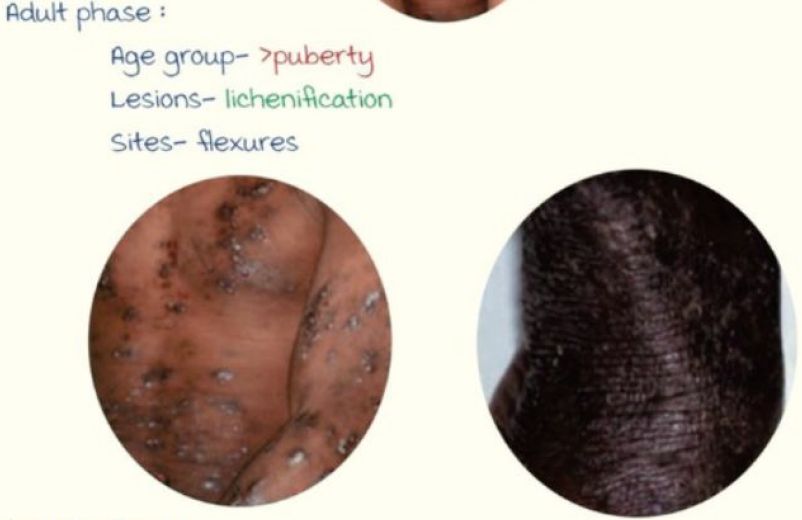 Adult phase :
Age group- >puberty
Lesions- lichenification
Sites- flexures